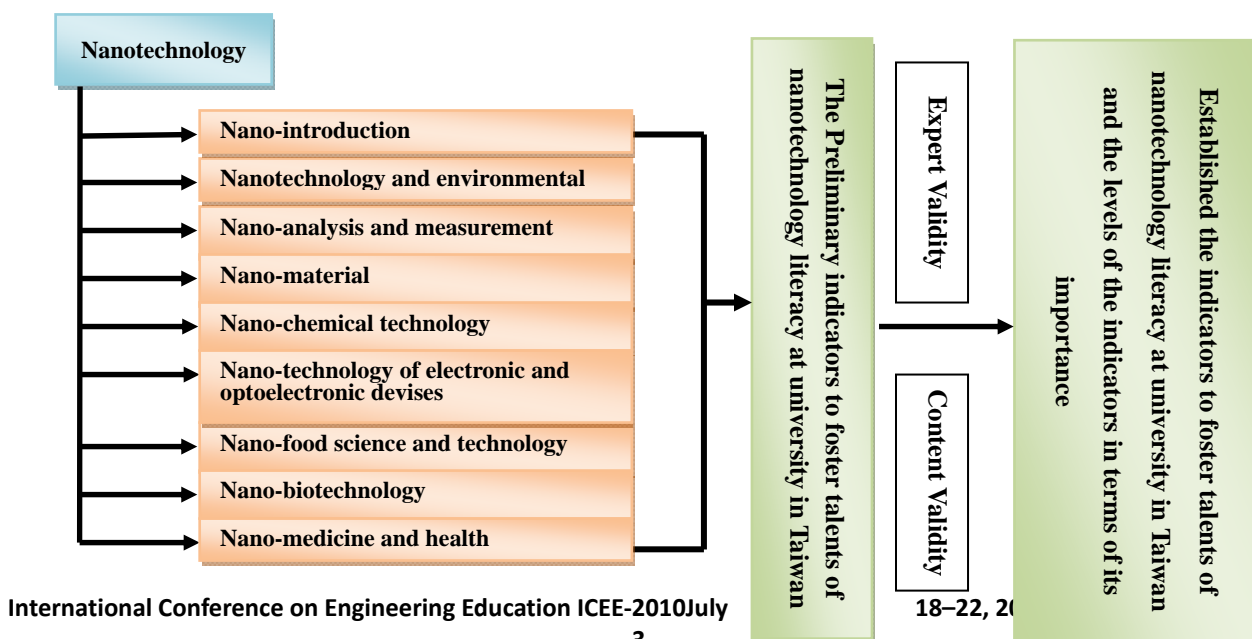 Nanotechnology
Nano-introduction
Nanotechnology and environmental
Nano-analysis and measurement
Nano-material
Nano-chemical technology
Nano-technology of electronic and
optoelectronic devises
Nano-food science and technology
Nano-biotechnology
Nano-medicine and health
The Preliminary indicators to foster talents of
nanotechnology literacy at university in Taiwan
Expert Validity
Content Validity
Established the indicators to foster talents of
nanotechnology literacy at university in Taiwan
and the levels of the indicators in terms of its
importance
International Conference on Engineering Education ICEE-2010July 18–22,